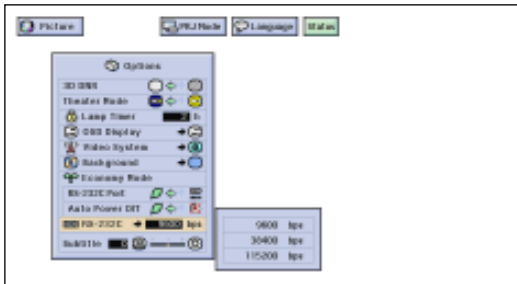 Picture
PRJ Mode
Language
Status
Options
3D DNR
Theater Mode
Lamp Timer h
OSD Display
Video System
Background
Economy Mode
RS-232C Port
Auto Power Off
RS-232C 9600 bps
Subtitle
9600 bps
38400 bps
115200 bps